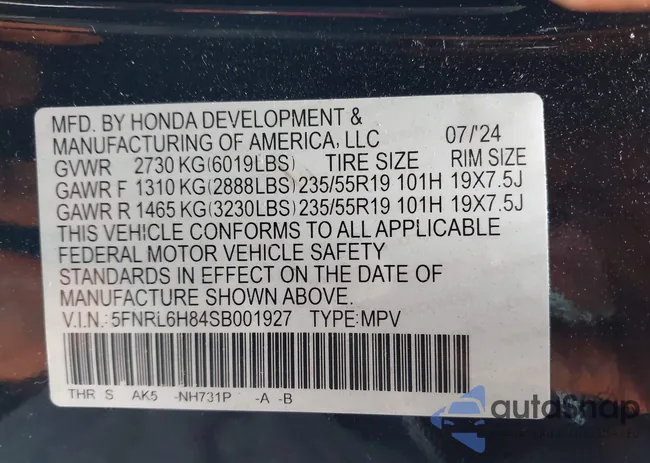 MFD. BY HONDA DEVELOPMENT &
MANUFACTURING OF AMERICA, LLC 07/'24
GVWR 2730 KG(6019LBS) TIRE SIZE RIM SIZE
GAWR F 1310 KG(2888LBS) 235/55R19 101H 19X7.5J
GAWR R 1465 KG(3230LBS) 235/55R19 101H 19X7.5J
THIS VEHICLE CONFORMS TO ALL APPLICABLE
FEDERAL MOTOR VEHICLE SAFETY
STANDARDS IN EFFECT ON THE DATE OF
MANUFACTURE SHOWN ABOVE.
V.I.N.: 5FNRL6H84SB001927 TYPE:MPV
THR S AK5 -NH731P -A -B
autoShop